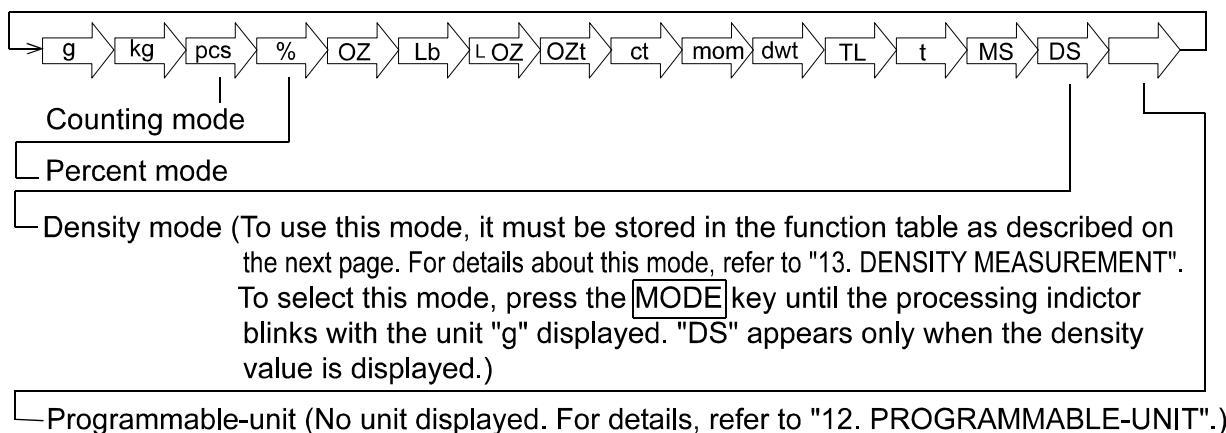 g kg pcs % OZ Lb L OZ OZt ct mom dwt TL t MS DS
Counting mode
Percent mode
Density mode (To use this mode, it must be stored in the function table as described on
the next page. For details about this mode, refer to "13. DENSITY MEASUREMENT".
To select this mode, press the MODE key until the processing indictor
blinks with the unit "g" displayed. "DS" appears only when the density
value is displayed.)
Programmable-unit (No unit displayed. For details, refer to "12. PROGRAMMABLE-UNIT".)